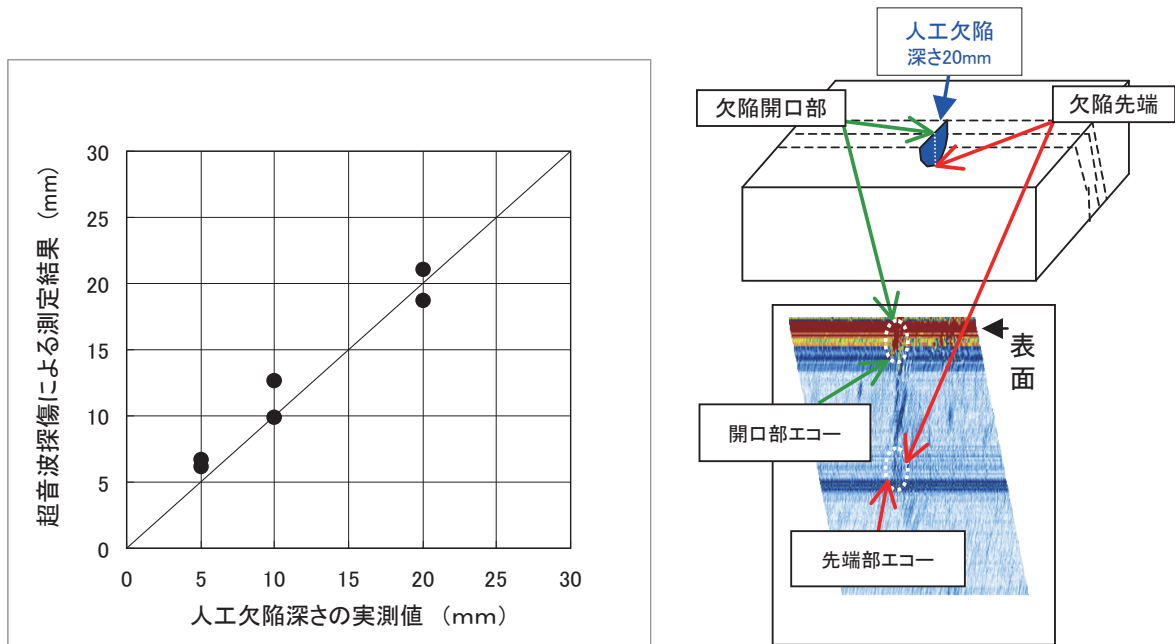 超音波探傷による測定結果 (mm)
30
25
20
15
10
5
0
0 5 10 15 20 25 30
人工欠陥深さの実測値 (mm)
人工欠陥
深さ20mm
欠陥開口部
欠陥先端
表面
開口部エコー
先端部エコー